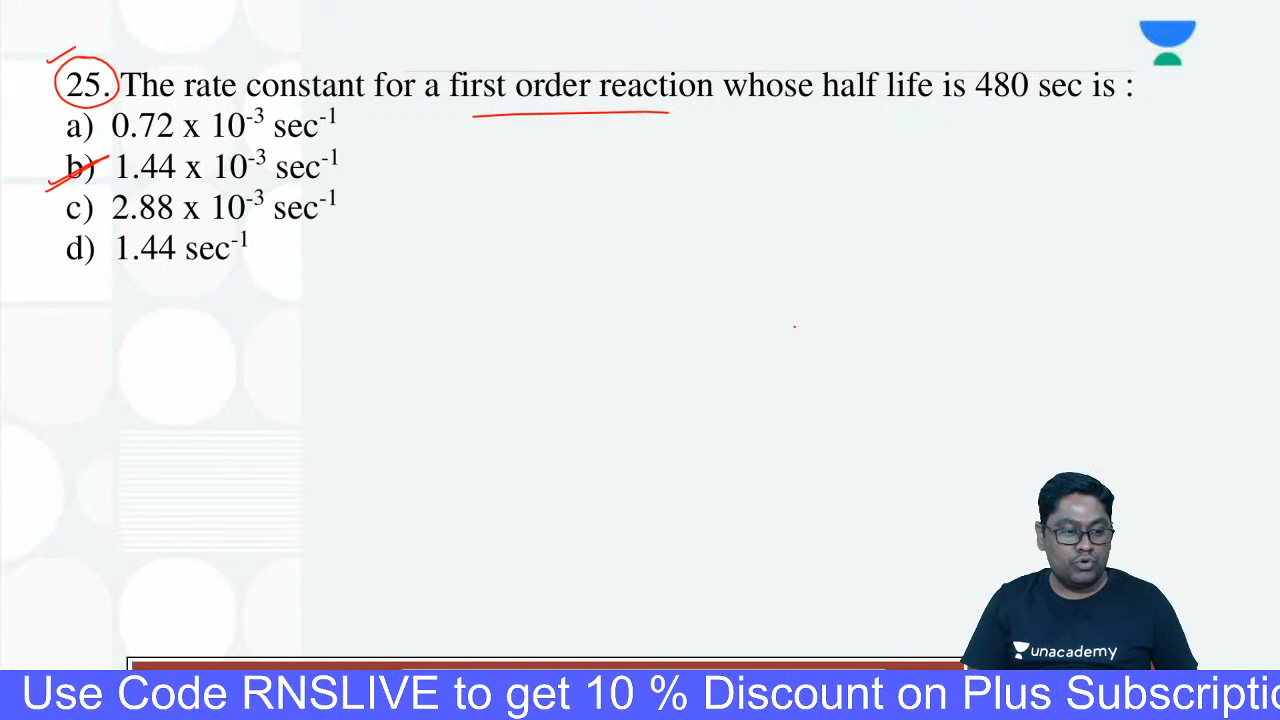 25. The rate constant for a first order reaction whose half life is 480 sec is :
a) 0.72 x 10⁻³ sec⁻¹
b) 1.44 x 10⁻³ sec⁻¹
c) 2.88 x 10⁻³ sec⁻¹
d) 1.44 sec⁻¹
unacademy
Use Code RNSLIVE to get 10 % Discount on Plus Subscriptic